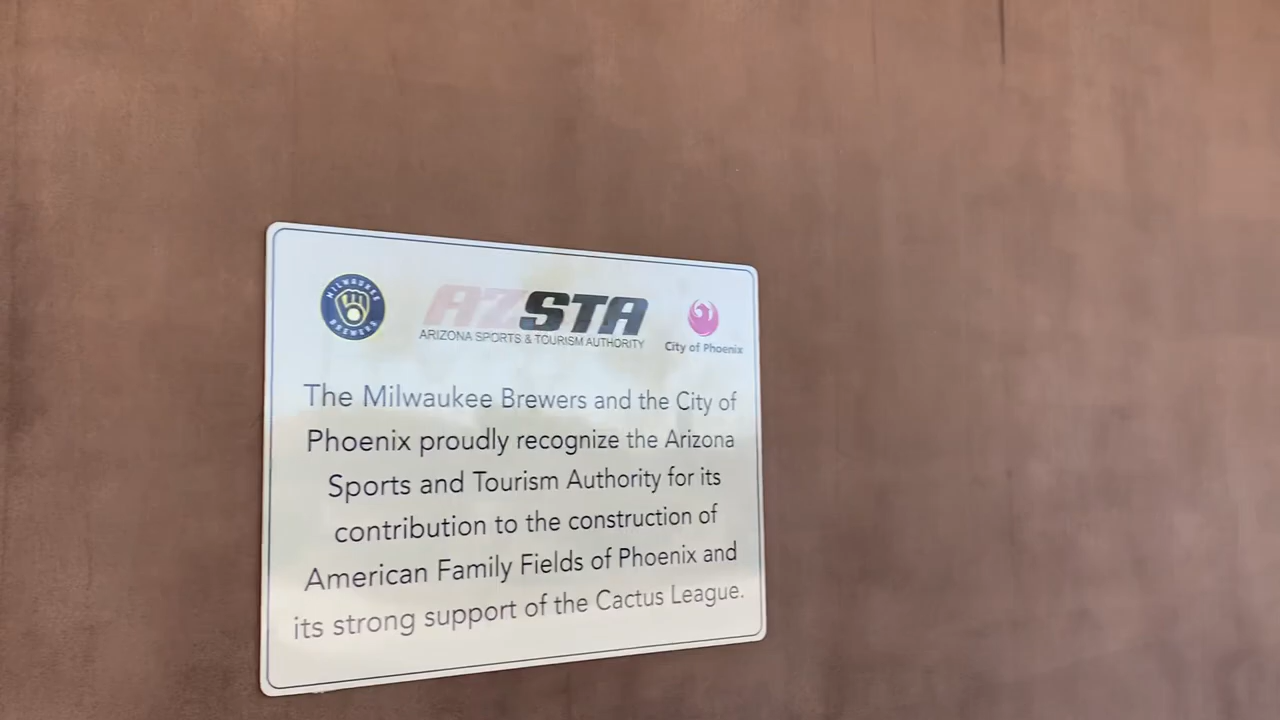 MILWAUKEE BREWERS
AZSTA
ARIZONA SPORTS & TOURISM AUTHORITY
City of Phoenix
The Milwaukee Brewers and the City of
Phoenix proudly recognize the Arizona
Sports and Tourism Authority for its
contribution to the construction of
American Family Fields of Phoenix and
its strong support of the Cactus League.